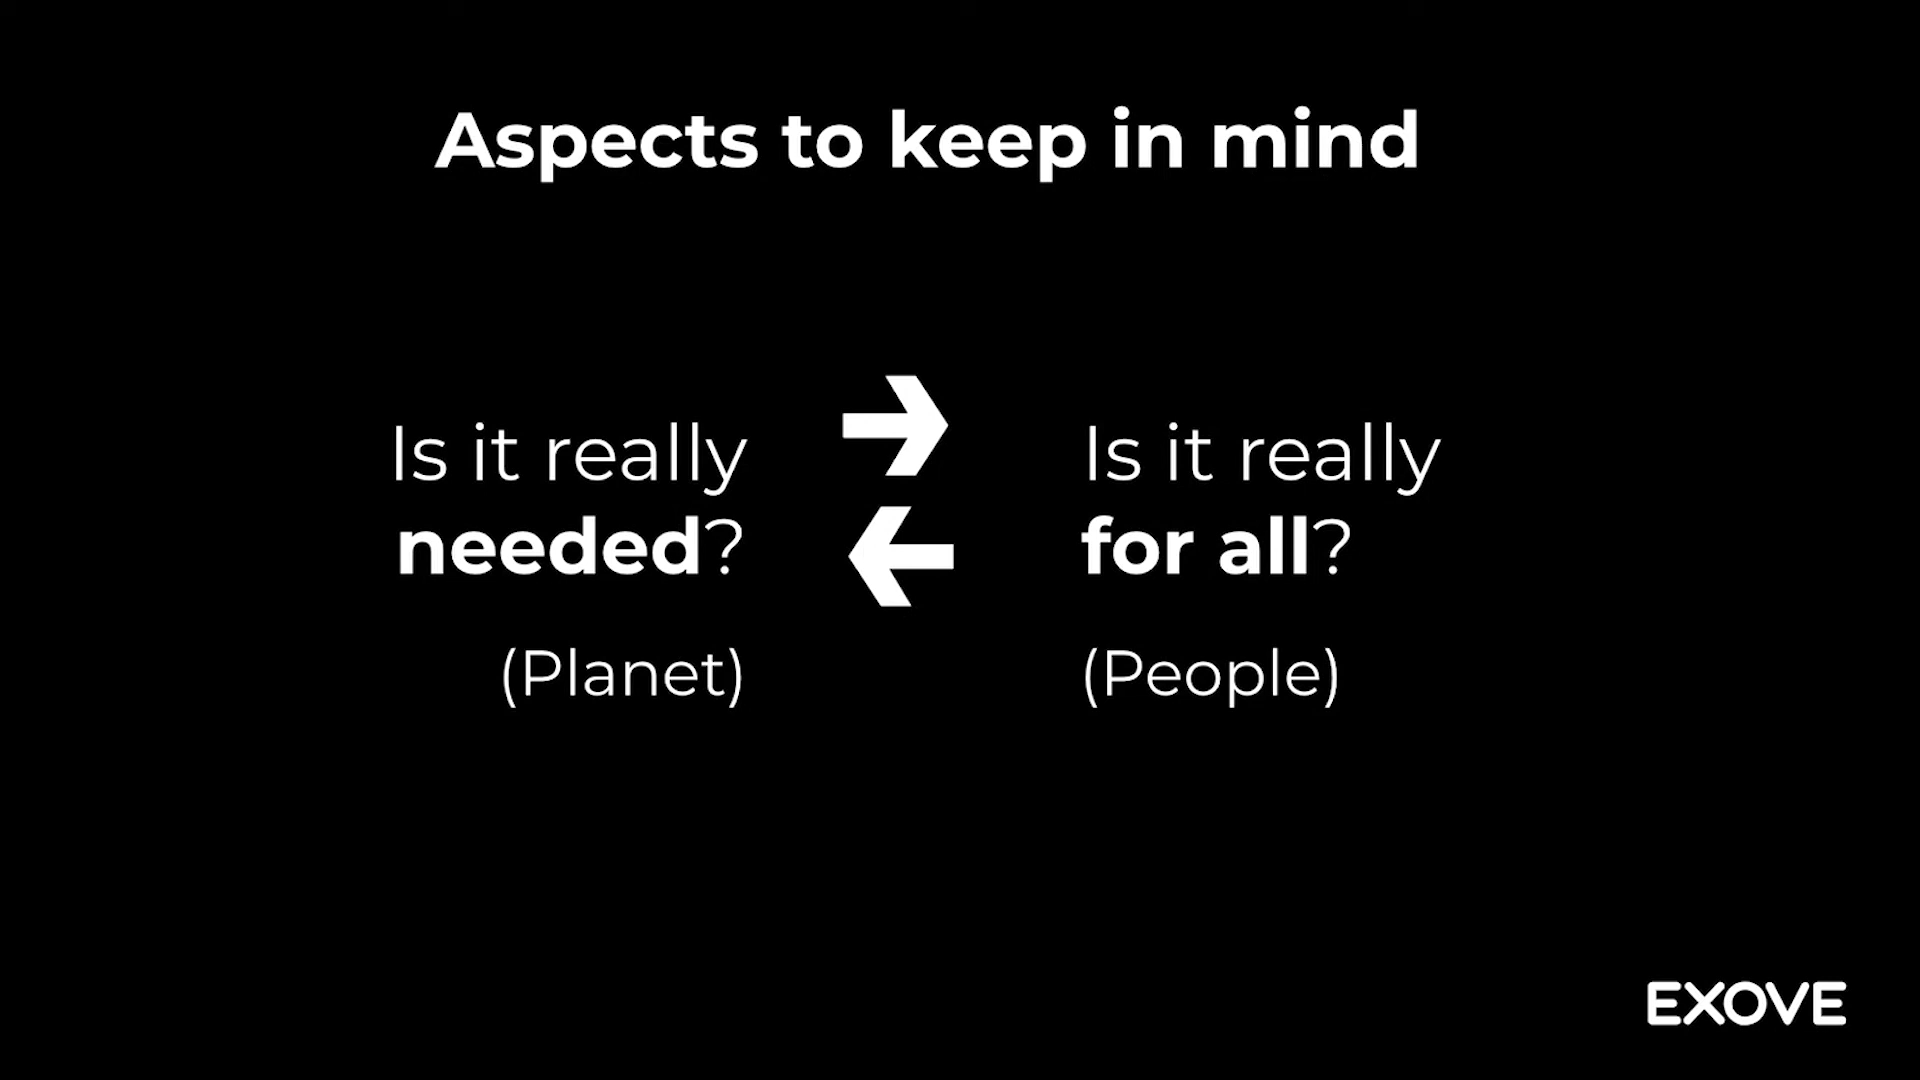 Aspects to keep in mind
Is it really
needed?
(Planet)
Is it really
for all?
(People)
EXOVE